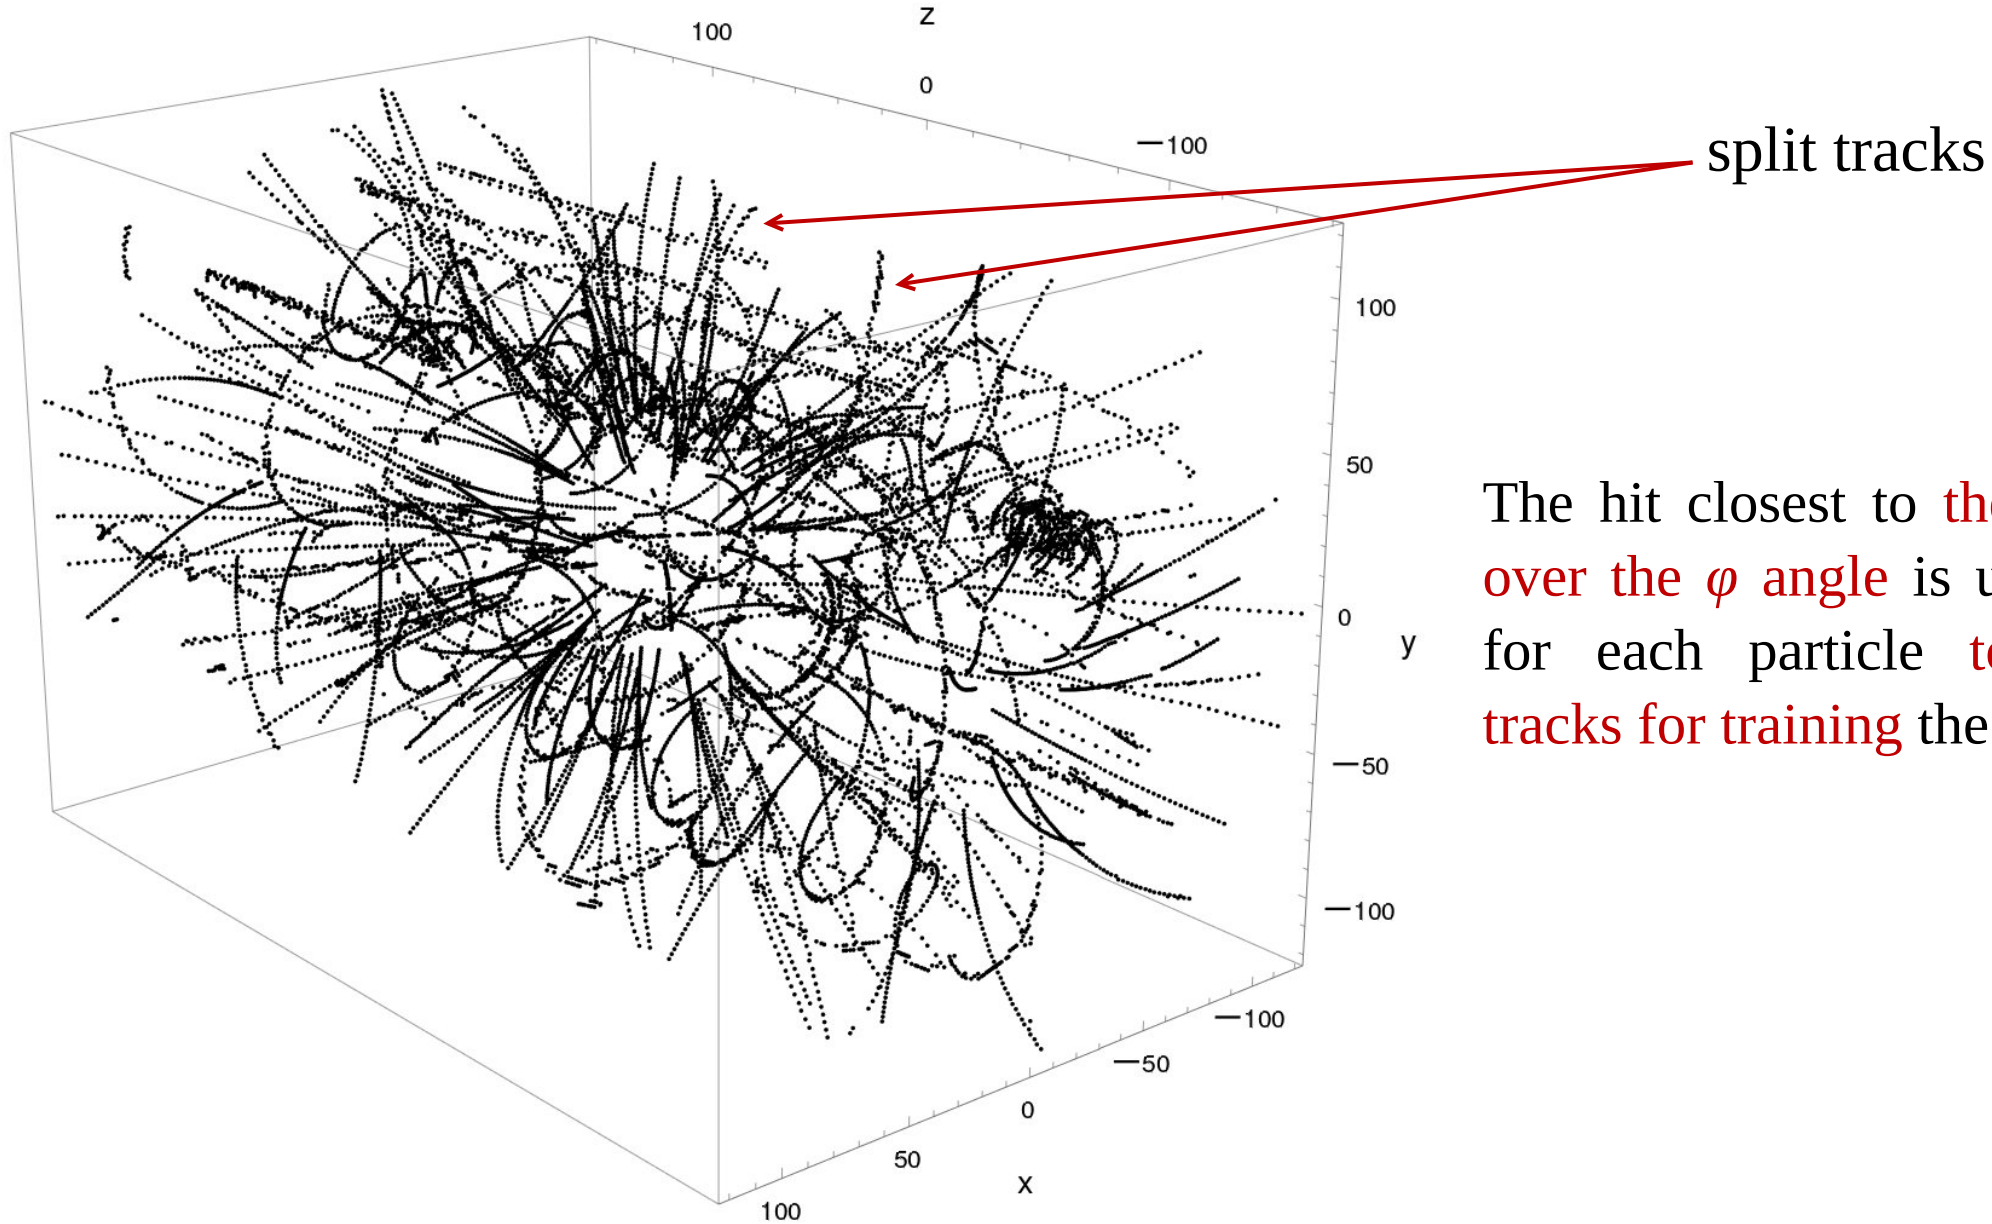 z
100
0
−100
split tracks
100
50
0
y
−50
−100
The hit closest to
over the φ angle is
for each particle
tracks for training the
−100
−50
0
50
x
100